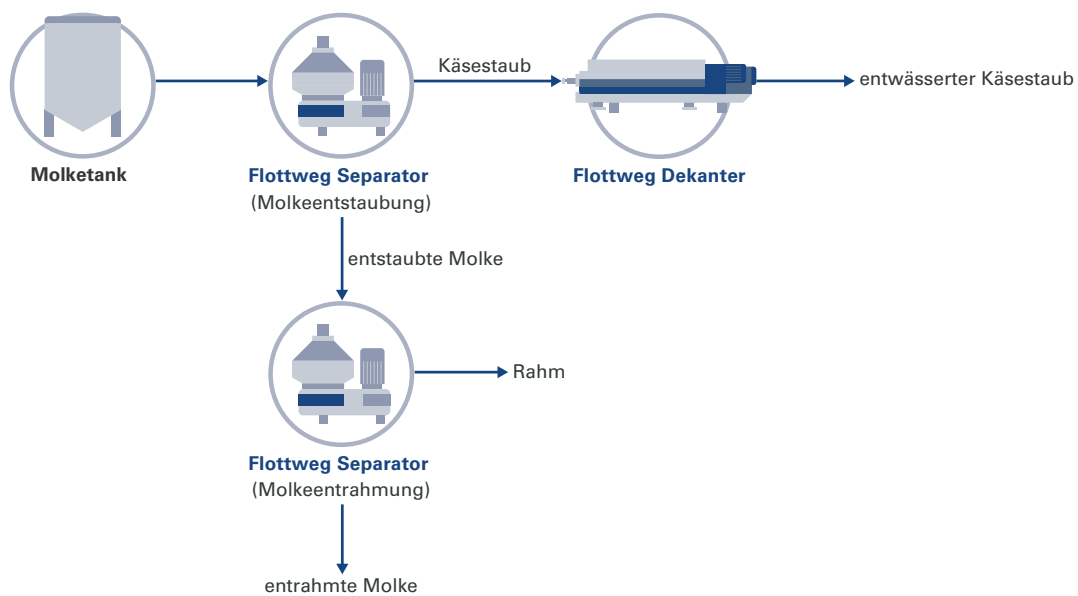 Käsestaub
entwässerter Käsestaub
Molketank
Flottweg Separator
(Molkeentstaubung)
Flottweg Dekanter
entstaubte Molke
Rahm
Flottweg Separator
(Molkeentrahmung)
entrahmte Molke